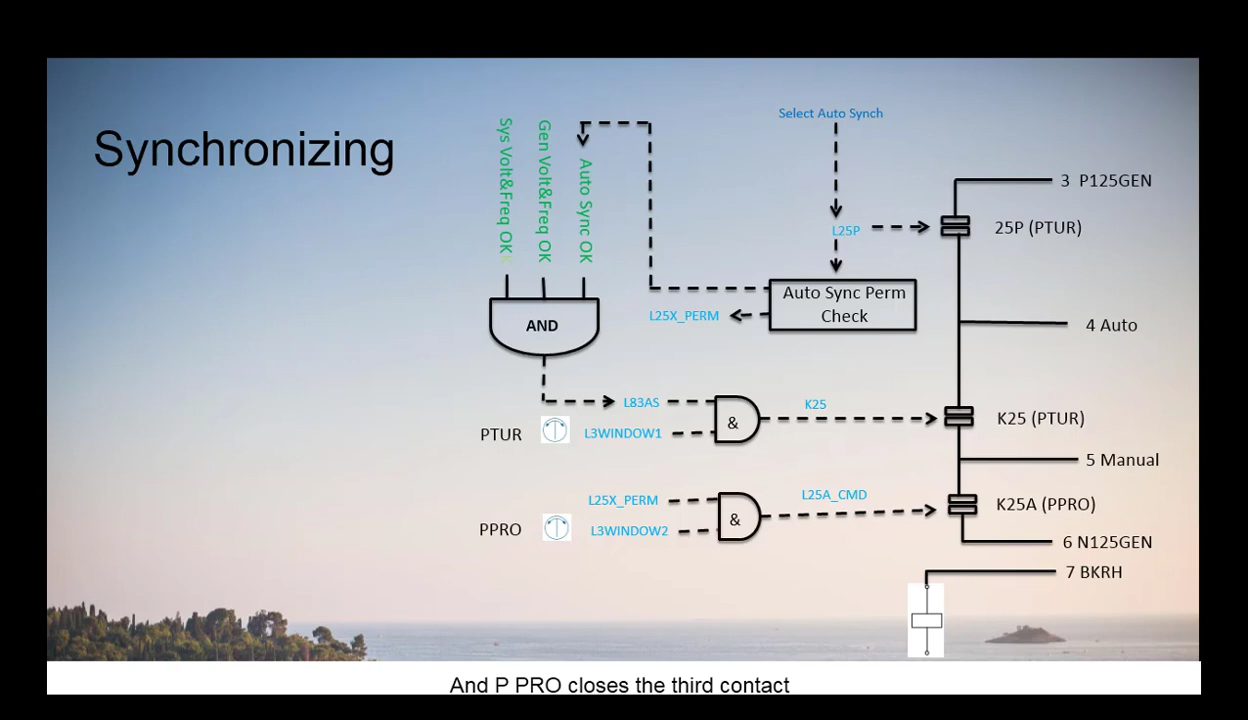 Synchronizing
Sys Volt&Freq OK
Gen Volt&Freq OK
Auto Sync OK
Select Auto Synch
3 P125GEN
L25P
25P (PTUR)
Auto Sync Perm
Check
L25X_PERM
AND
4 Auto
L83AS
K25
&
K25 (PTUR)
PTUR
L3WINDOW1
5 Manual
L25X_PERM
L25A_CMD
&
K25A (PPRO)
PPRO
L3WINDOW2
6 N125GEN
7 BKRH
And P PRO closes the third contact